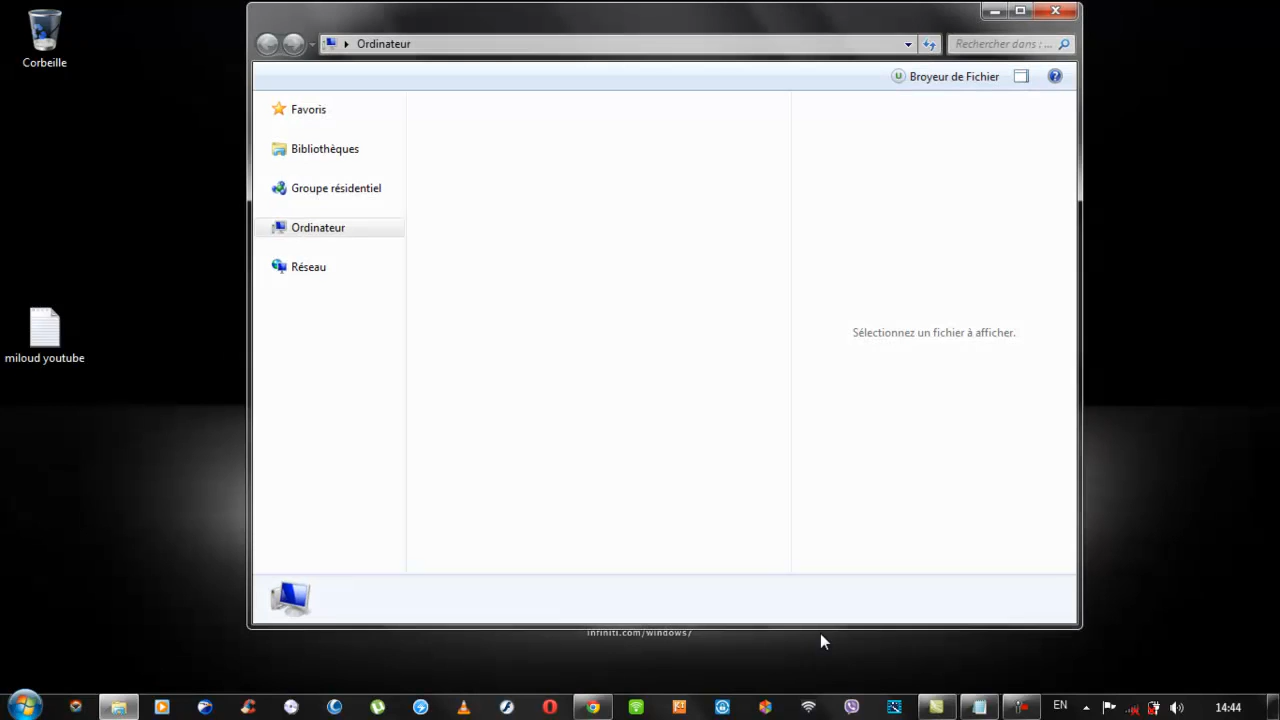 Corbeille
Ordinateur
Rechercher dans : ...
Broyeur de Fichier
Favoris
Bibliothèques
Groupe résidentiel
Ordinateur
Réseau
Sélectionnez un fichier à afficher.
miloud youtube
infiniti.com/windows/
EN
14:44